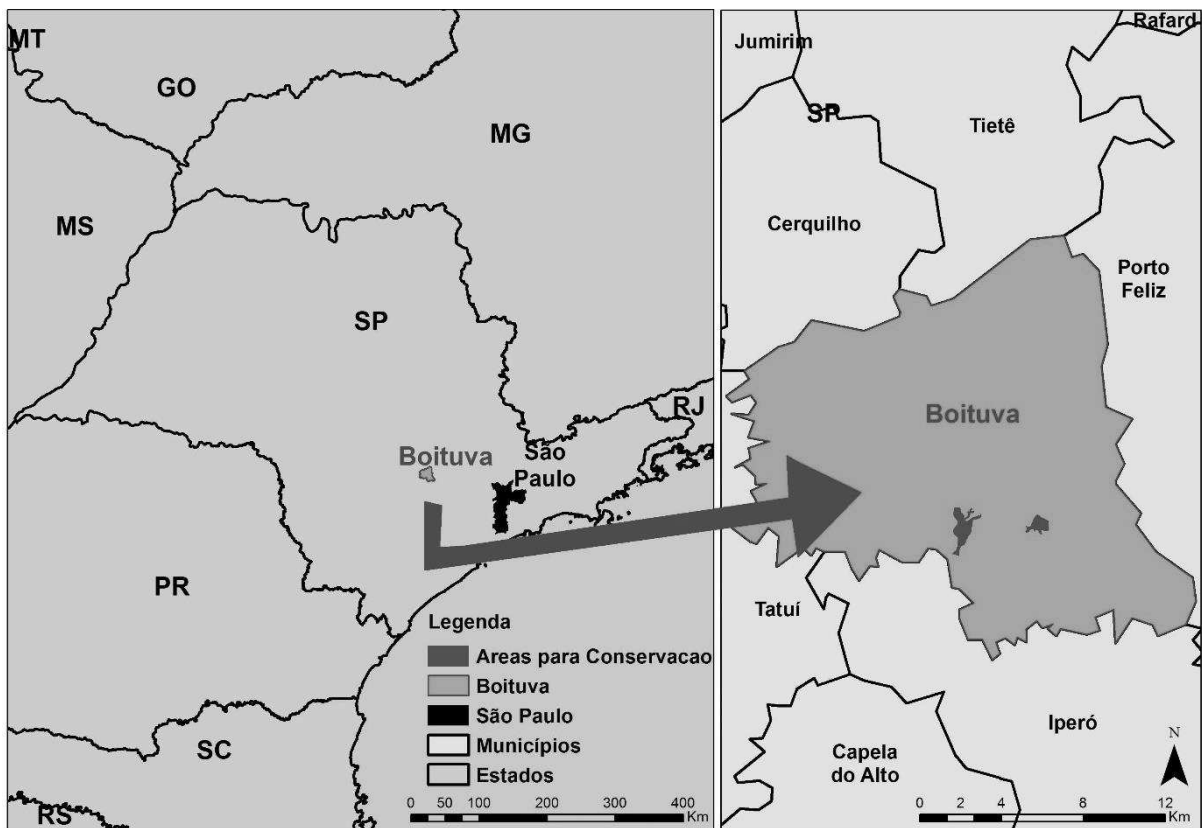 MT
GO
MG
MS
SP
RJ
Boituva
São
Paulo
PR
SC
RS
Legenda
Areas para Conservacao
Boituva
São Paulo
Municípios
Estados
0 50 100 200 300 400
Km
Rafard
Jumirim
SP
Tietê
Cerquilho
Porto
Feliz
Boituva
Tatuí
Iperó
Capela
do Alto
N
0 2 4 8 12
Km